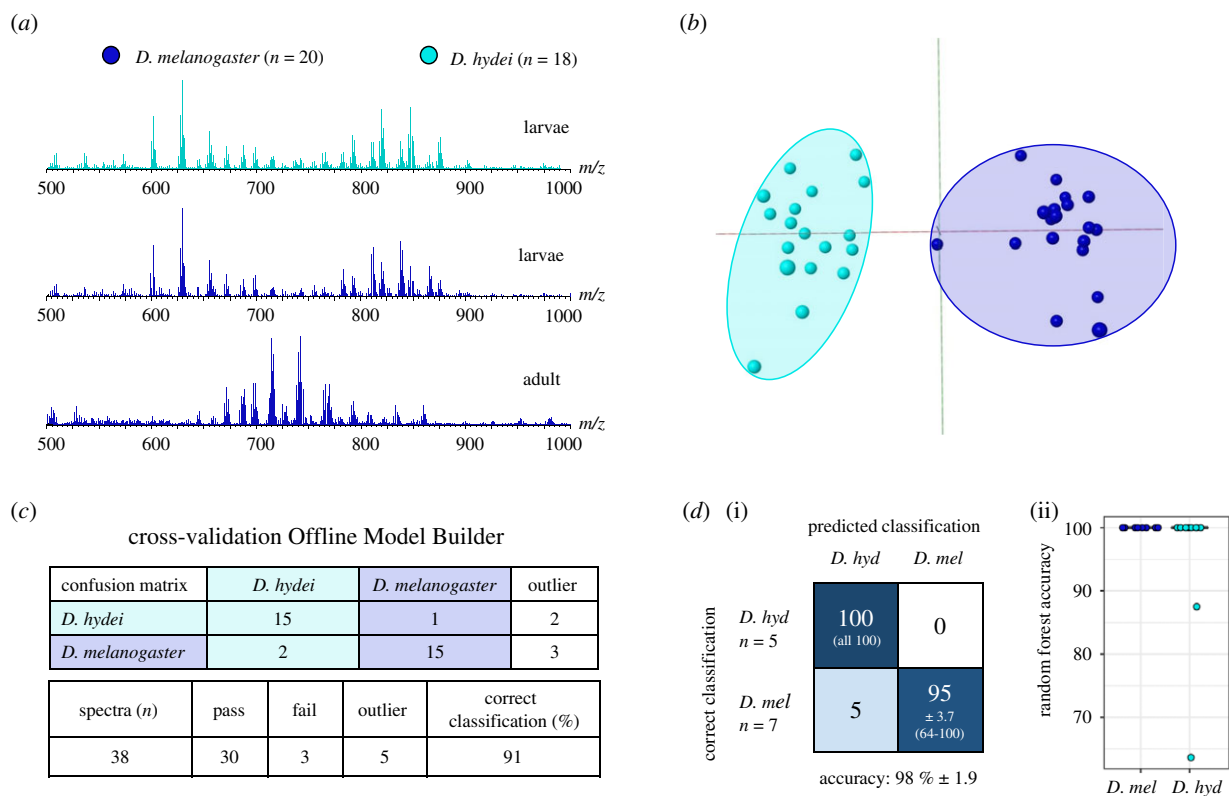 (a)
D. melanogaster (n = 20)
D. hydei (n = 18)
larvae
m/z
500 600 700 800 900 1000
larvae
m/z
500 600 700 800 900 1000
adult
m/z
500 600 700 800 900 1000
(b)
(c)
cross-validation Offline Model Builder
confusion matrix D. hydei D. melanogaster outlier
D. hydei 15 1 2
D. melanogaster 2 15 3
spectra (n) pass fail outlier correct
classification (%)
38 30 3 5 91
(d) (i)
predicted classification
D. hyd D. mel
correct classification
D. hyd
n = 5
100
(all 100)
0
D. mel
n = 7
5
95
± 3.7
(64-100)
accuracy: 98 % ± 1.9
(ii)
random forest accuracy
100
90
80
70
D. mel D. hyd